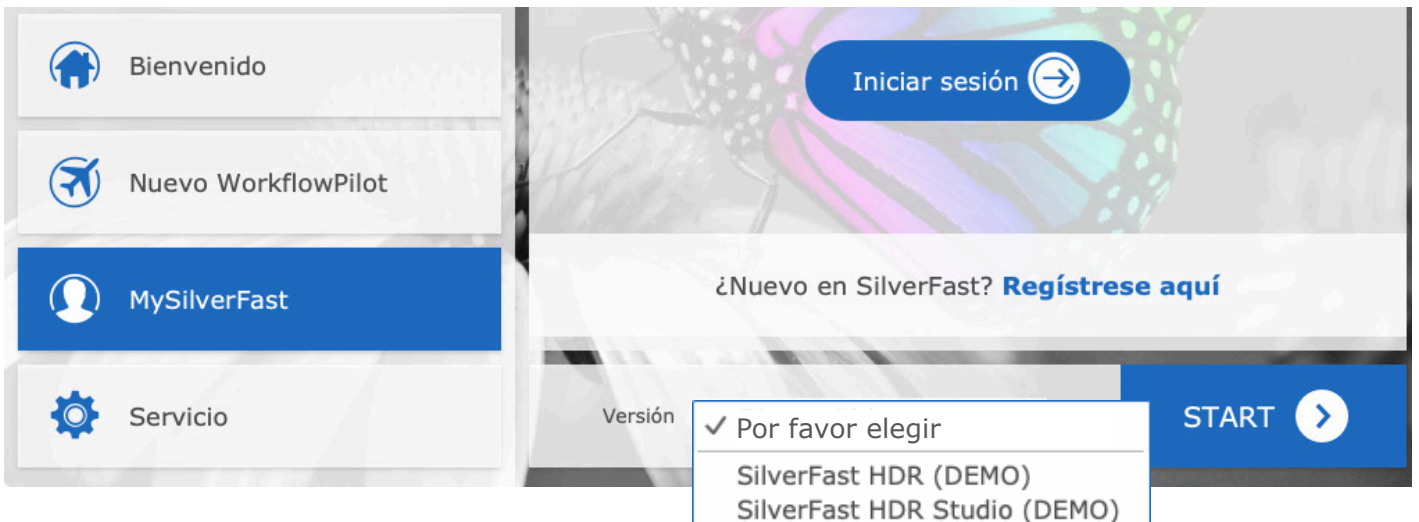 Bienvenido
Nuevo WorkflowPilot
MySilverFast
Servicio
Iniciar sesión
¿Nuevo en SilverFast? Regístrese aquí
Versión
✓ Por favor elegir
SilverFast HDR (DEMO)
SilverFast HDR Studio (DEMO)
START